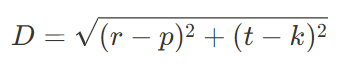 D = √(r − p)² + (t − k)²